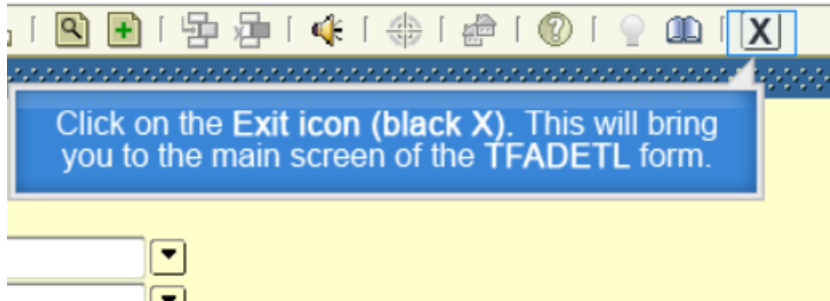 X
Click on the Exit icon (black X). This will bring
you to the main screen of the TFADETL form.